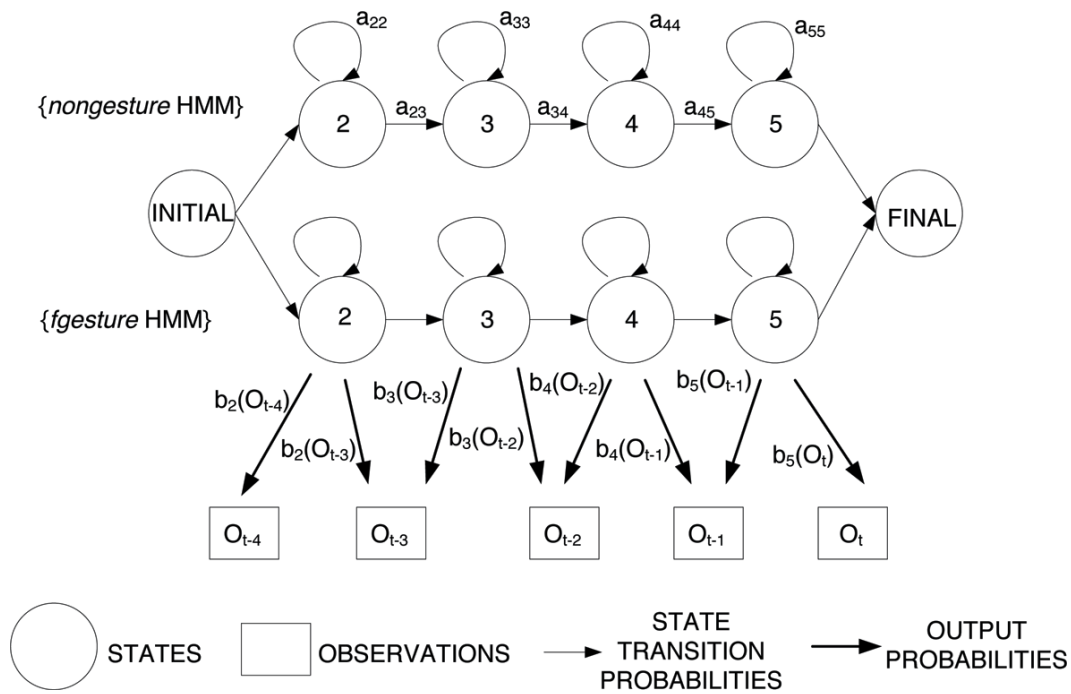 a₂₂ a₃₃ a₄₄ a₅₅
{nongesture HMM} 2 a₂₃ 3 a₃₄ 4 a₄₅ 5
INITIAL FINAL
{fgesture HMM} 2 3 4 5
b₂(Oₜ₋₄) b₃(Oₜ₋₃) b₄(Oₜ₋₂) b₅(Oₜ₋₁)
b₂(Oₜ₋₃) b₃(Oₜ₋₂) b₄(Oₜ₋₁) b₅(Oₜ)
Oₜ₋₄ Oₜ₋₃ Oₜ₋₂ Oₜ₋₁ Oₜ
STATES
OBSERVATIONS
STATE
TRANSITION
PROBABILITIES
OUTPUT
PROBABILITIES